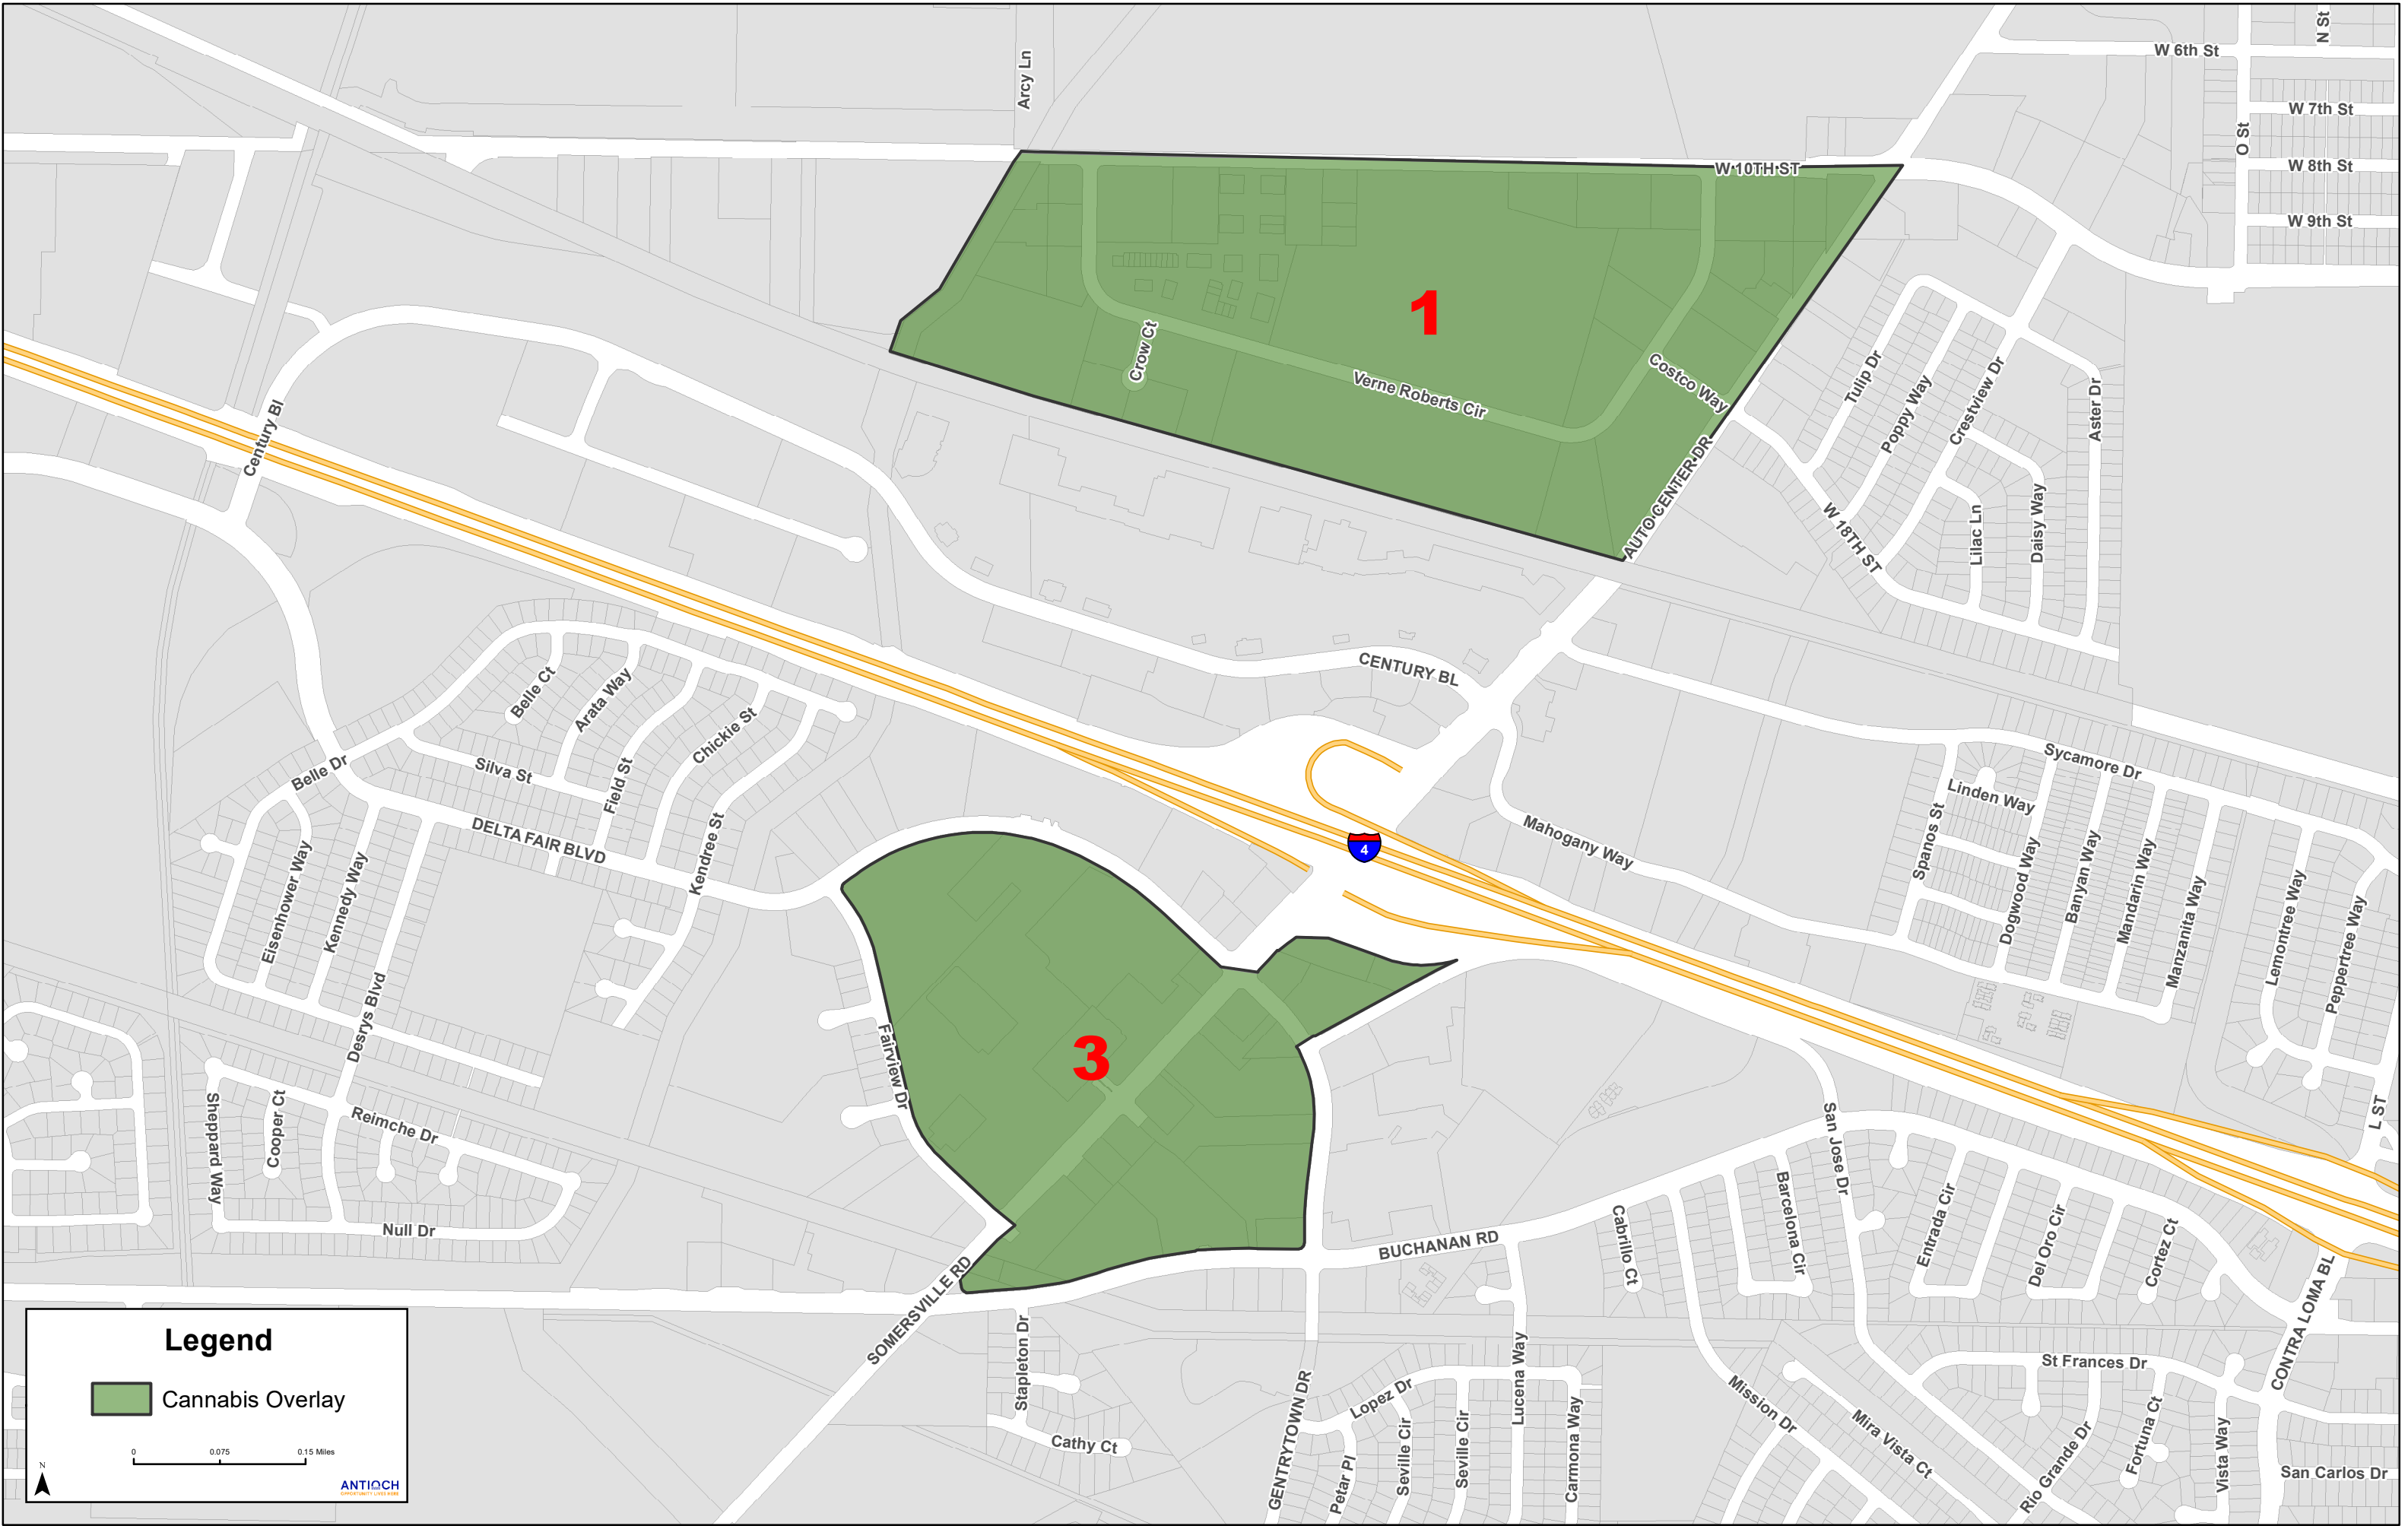 N St
W 6th St
Arcy Ln
W 7th St
O St
W 8th St
W 10TH ST
W 9th St
1
Crow Ct
Verne Roberts Cir
Costco Way
Tulip Dr
Poppy Way
Crestview Dr
Aster Dr
Century Bl
AUTO CENTER DR
W 18TH ST
Lilac Ln
Daisy Way
CENTURY BL
Belle Ct
Arata Way
Chickie St
Silva St
Field St
Belle Dr
Sycamore Dr
Linden Way
Spanos St
Mahogany Way
4
DELTA FAIR BLVD
Kendree St
Eisenhower Way
Kennedy Way
Dogwood Way
Banyan Way
Mandarin Way
Manzanita Way
Lemontree Way
Peppertree Way
Desrys Blvd
Fairview Dr
3
L ST
Sheppard Way
Cooper Ct
Reimche Dr
Null Dr
San Jose Dr
Barcelona Cir
Cabrillo Ct
Entrada Cir
Del Oro Cir
Cortez Ct
BUCHANAN RD
SOMERSVILLE RD
CONTRA LOMA BL
Stapleton Dr
Cathy Ct
GENTRYTOWN DR
Lopez Dr
Petar Pl
Seville Cir
Seville Cir
Lucena Way
Carmona Way
Mission Dr
Mira Vista Ct
St Frances Dr
Rio Grande Dr
Fortuna Ct
Vista Way
San Carlos Dr
Legend
Cannabis Overlay
0 0.075 0.15 Miles
N
ANTIOCH
OPPORTUNITY LIVES HERE